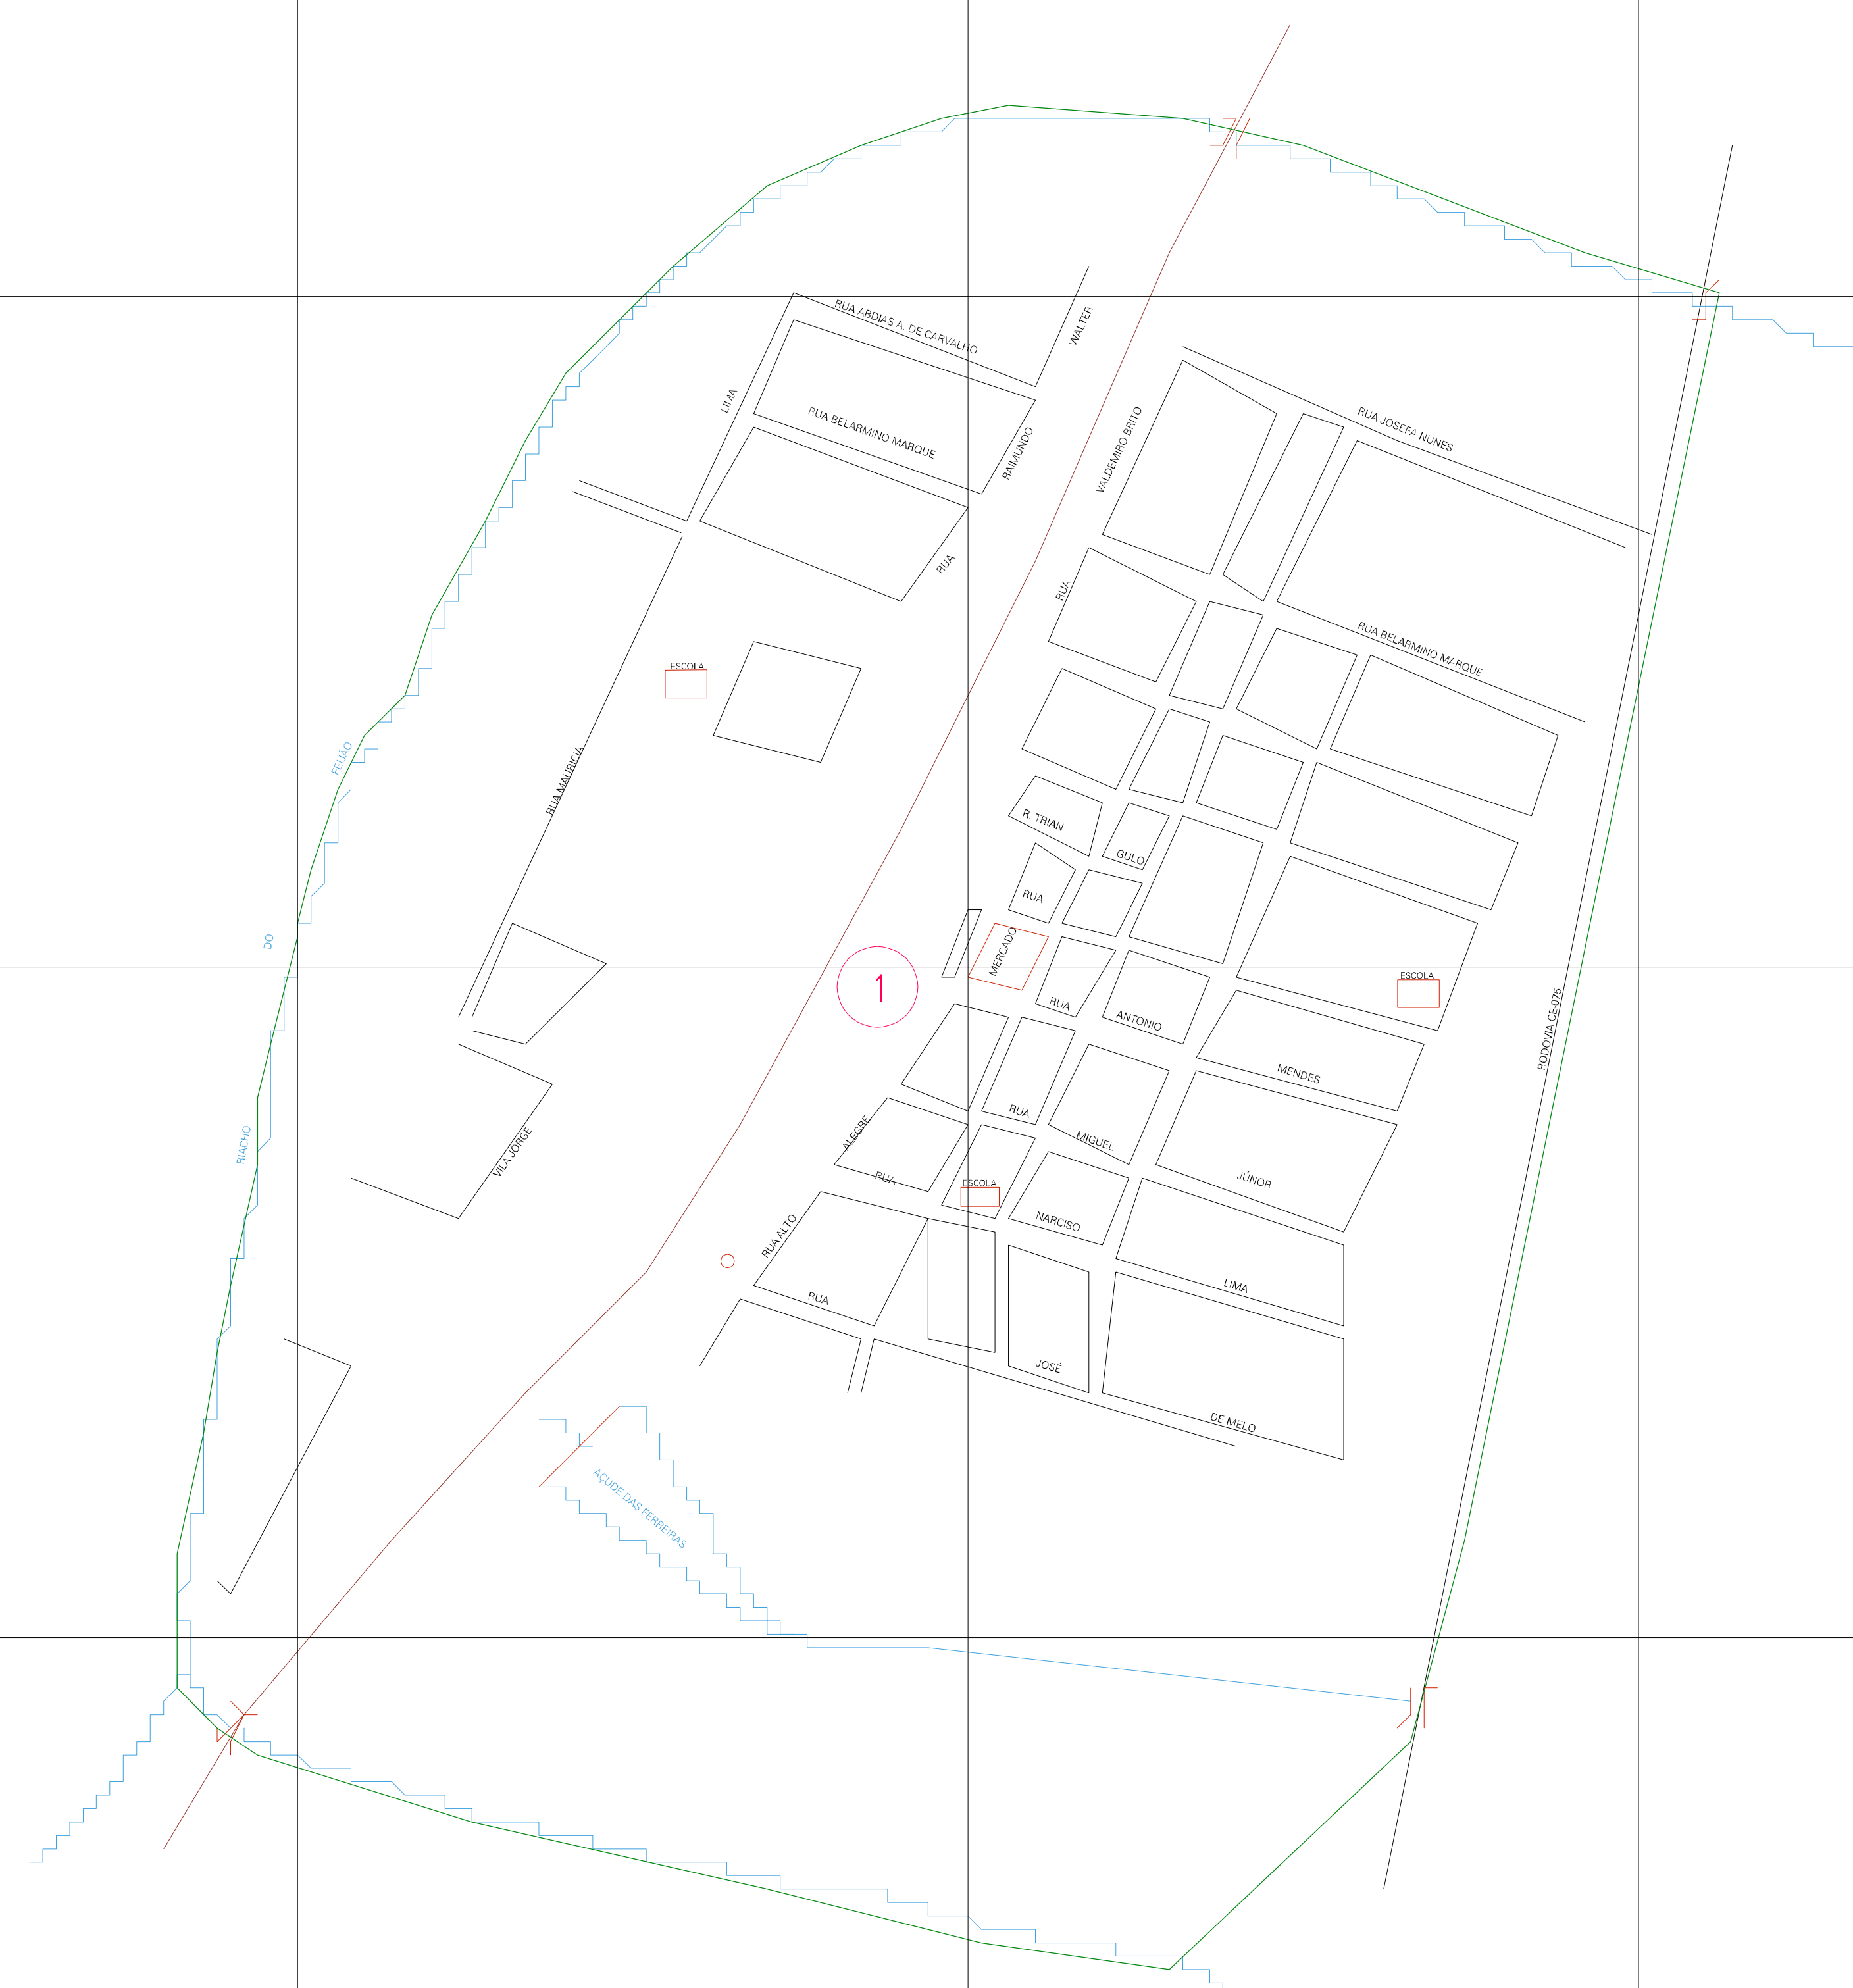 RUA ABDIAS A. DE CARVALHO
WALTER
LIMA
RUA BELARMINO MARQUE
RAIMUNDO
RUA
VALDEMIRO BRITO
RUA JOSEFA NUNES
RUA
RUA BELARMINO MARQUE
ESCOLA
FEIJÃO
RUA MAURICIA
R. TRIAN
GULO
RUA
DO
MERCADO
1
ESCOLA
RUA
ANTONIO
RODOVIA CE-075
MENDES
RIACHO
VILA JORGE
ALEGRE
RUA
MIGUEL
JÚNOR
RUA
ESCOLA
NARCISO
RUA ALTO
LIMA
RUA
JOSÉ
DE MELO
AÇUDE DAS FERREIRAS